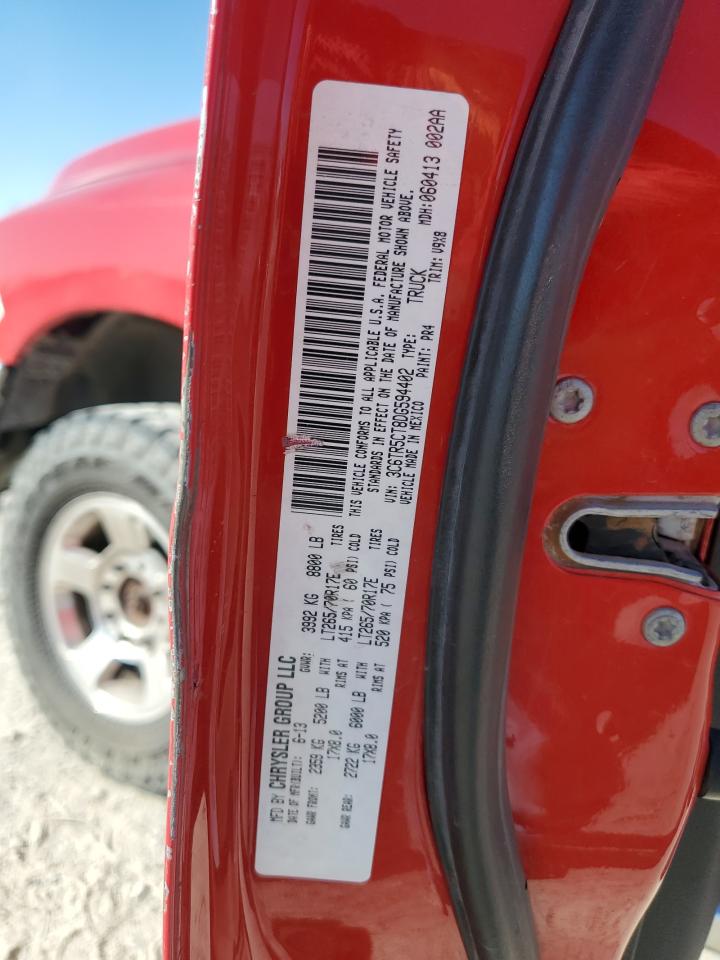 MFD BY CHRYSLER GROUP LLC
DATE OF MFR(BUILT): 6-13 GVWR: 3992 KG 8800 LB
GAWR FRONT: 2359 KG 5200 LB WITH LT265/70R17E TIRES
17X8.0 RIMS AT 415 KPA ( 60 PSI) COLD
GAWR REAR: 2722 KG 6000 LB WITH LT265/70R17E TIRES
17X8.0 RIMS AT 520 KPA ( 75 PSI) COLD
THIS VEHICLE CONFORMS TO ALL APPLICABLE U.S.A. FEDERAL MOTOR VEHICLE SAFETY
STANDARDS IN EFFECT ON THE DATE OF MANUFACTURE SHOWN ABOVE.
VIN: 3C6TR5CT8DG594402 TYPE: TRUCK MDH:060413 002AA
VEHICLE MADE IN MEXICO PAINT: PR4 TRIM: V9X8